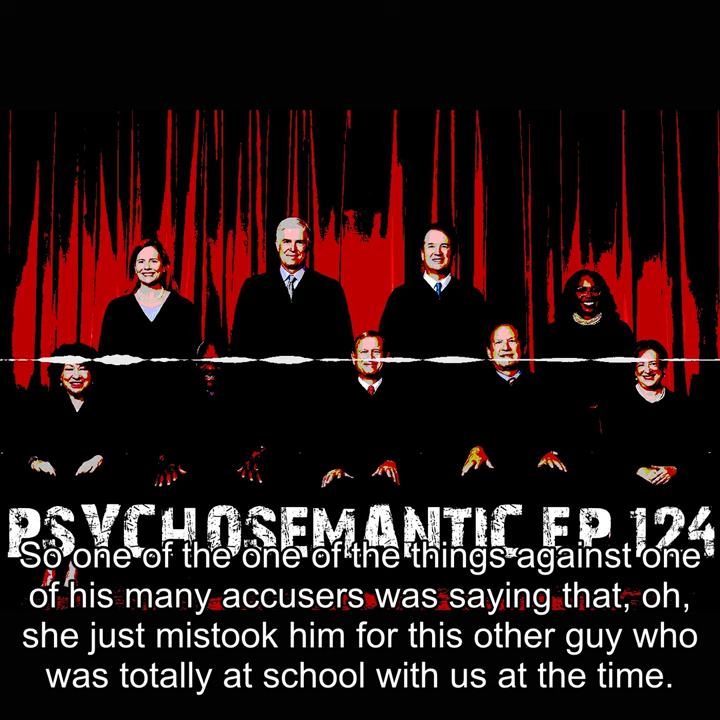 PSYCHOSEMANTIC EP 124
So one of the one of the things against one
of his many accusers was saying that, oh,
she just mistook him for this other guy who
was totally at school with us at the time.